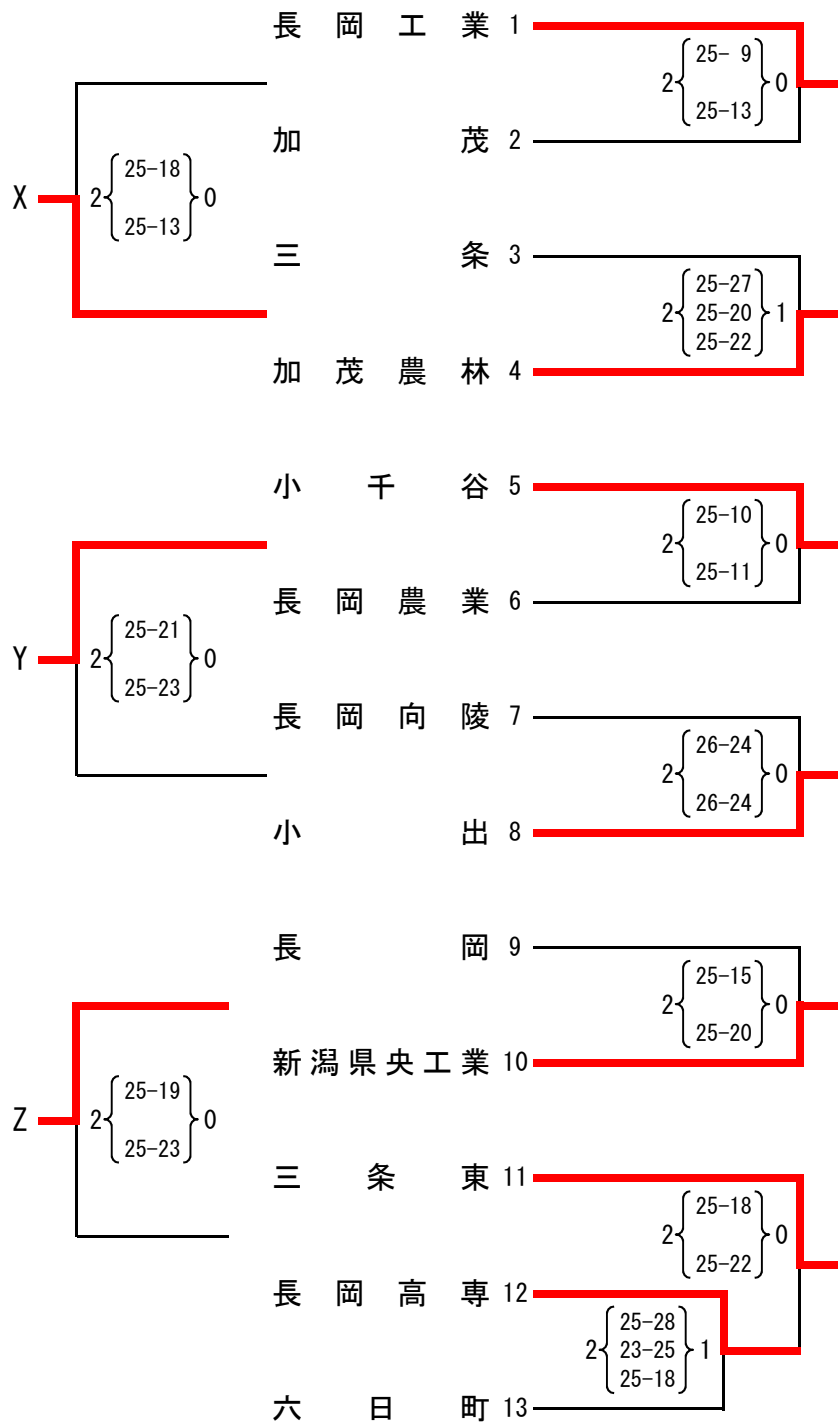 長岡工業 1
2 25- 9 0
25-13
加茂 2
X 2 25-18 0
25-13
三条 3
2 25-27 1
25-20
25-22
加茂農林 4
小千谷 5
2 25-10 0
25-11
長岡農業 6
Y 2 25-21 0
25-23
長岡向陵 7
2 26-24 0
26-24
小出 8
長岡 9
2 25-15 0
25-20
新潟県央工業 10
Z 2 25-19 0
25-23
三条東 11
2 25-18 0
25-22
長岡高専 12
2 25-28 1
23-25
25-18
六日町 13